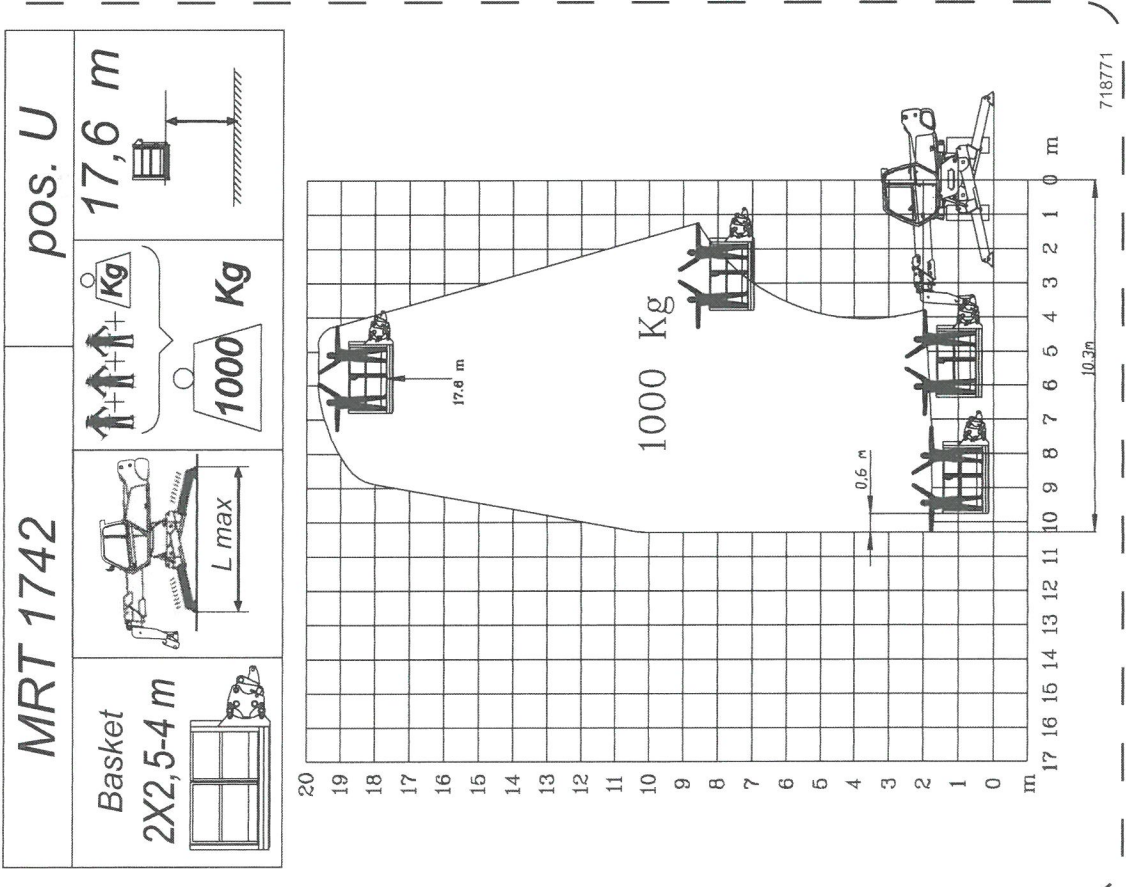 MRT 1742
pos. U
Basket
2X2,5-4 m
L max
Kg
1000 Kg
17,6 m
20
19
18
17
16
15
14
13
12
11
10
9
8
7
6
5
4
3
2
1
0
m
17 16 15 14 13 12 11 10 9 8 7 6 5 4 3 2 1 0 m
17.6 m
1000 Kg
0,6 m
10.3m
718771